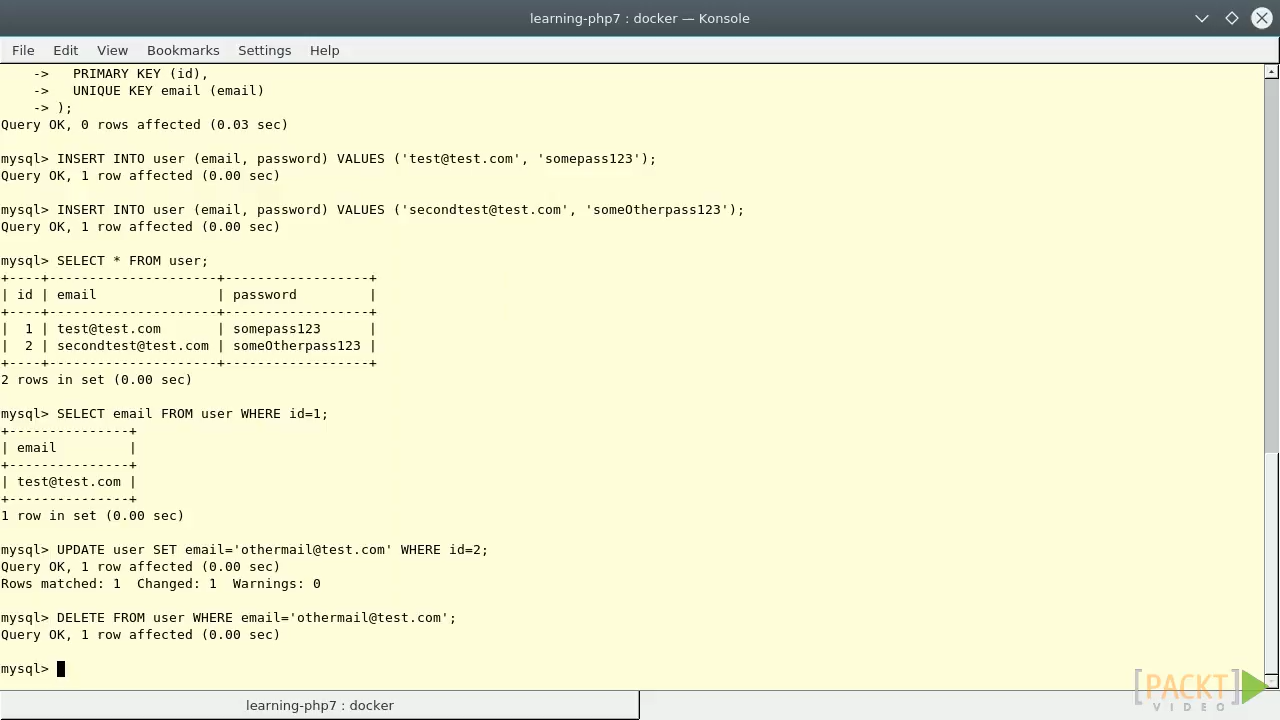 learning-php7 : docker — Konsole
File Edit View Bookmarks Settings Help
    ->   PRIMARY KEY (id),
    ->   UNIQUE KEY email (email)
    -> );
Query OK, 0 rows affected (0.03 sec)
mysql> INSERT INTO user (email, password) VALUES ('test@test.com', 'somepass123');
Query OK, 1 row affected (0.00 sec)
mysql> INSERT INTO user (email, password) VALUES ('secondtest@test.com', 'someOtherpass123');
Query OK, 1 row affected (0.00 sec)
mysql> SELECT * FROM user;
+----+---------------------+------------------+
| id | email               | password         |
+----+---------------------+------------------+
|  1 | test@test.com       | somepass123      |
|  2 | secondtest@test.com | someOtherpass123 |
+----+---------------------+------------------+
2 rows in set (0.00 sec)
mysql> SELECT email FROM user WHERE id=1;
+---------------+
| email         |
+---------------+
| test@test.com |
+---------------+
1 row in set (0.00 sec)
mysql> UPDATE user SET email='othermail@test.com' WHERE id=2;
Query OK, 1 row affected (0.00 sec)
Rows matched: 1  Changed: 1  Warnings: 0
mysql> DELETE FROM user WHERE email='othermail@test.com';
Query OK, 1 row affected (0.00 sec)
mysql>
[PACKT]
VIDEO
learning-php7 : docker